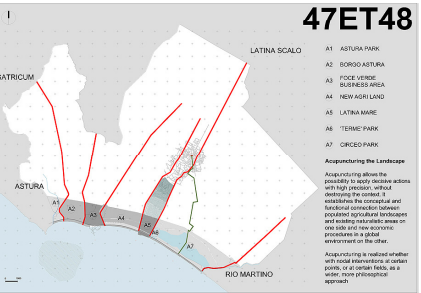 47ET48
LATINA SCALO
SATRICUM
ASTURA
RIO MARTINO
A1
A2
A3
A4
A5
A6
A7
A1 ASTURA PARK
A2 BORGO ASTURA
A3 FOCE VERDE
BUSINESS AREA
A4 NEW AGRI LAND
A5 LATINA MARE
A6 'TERME' PARK
A7 CIRCEO PARK
Acupuncturing the Landscape
Acupuncturing allows the
possibility to apply decisive actions
with high precision, without
destroying the context. It
establishes the conceptual and
functional connection between
populated agricultural landscapes
and existing naturalistic areas on
one side and new economic
procedures in a global
environment on the other.
Acupuncturing is realized whether
with nodal interventions at certain
points, or at certain fields, as a
wider, more philosophical
approach